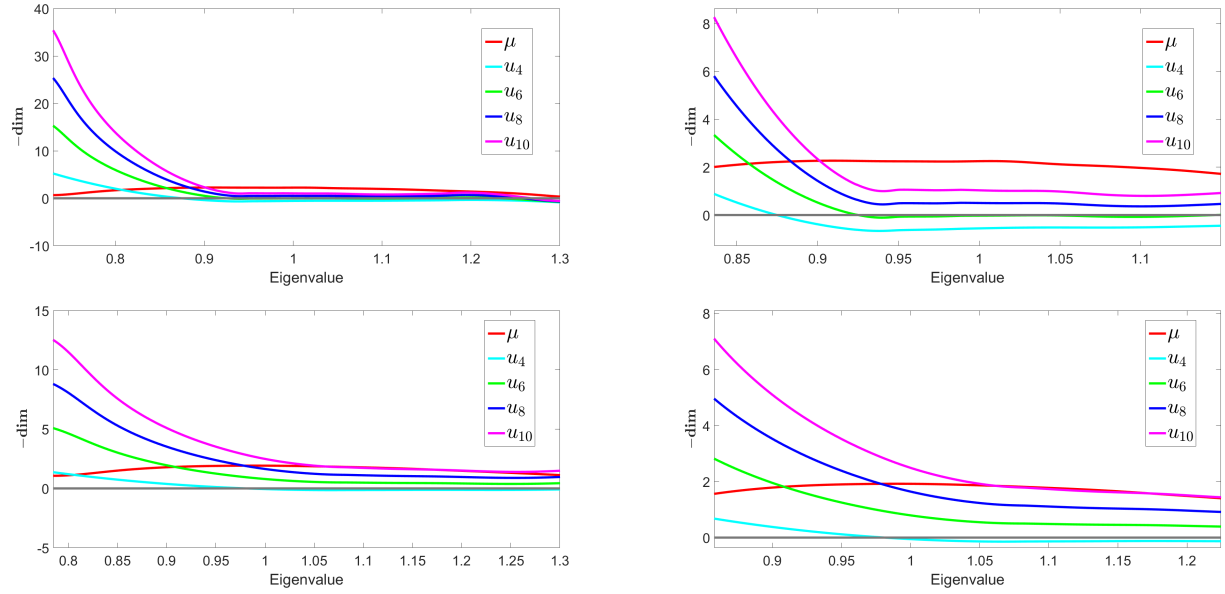 40
30
20
10
0
-10
−dim
0.8 0.9 1 1.1 1.2 1.3
Eigenvalue
μ
u4
u6
u8
u10
8
6
4
2
0
−dim
0.85 0.9 0.95 1 1.05 1.1
Eigenvalue
μ
u4
u6
u8
u10
15
10
5
0
-5
−dim
0.8 0.85 0.9 0.95 1 1.05 1.1 1.15 1.2 1.25 1.3
Eigenvalue
μ
u4
u6
u8
u10
8
6
4
2
0
−dim
0.9 0.95 1 1.05 1.1 1.15 1.2
Eigenvalue
μ
u4
u6
u8
u10